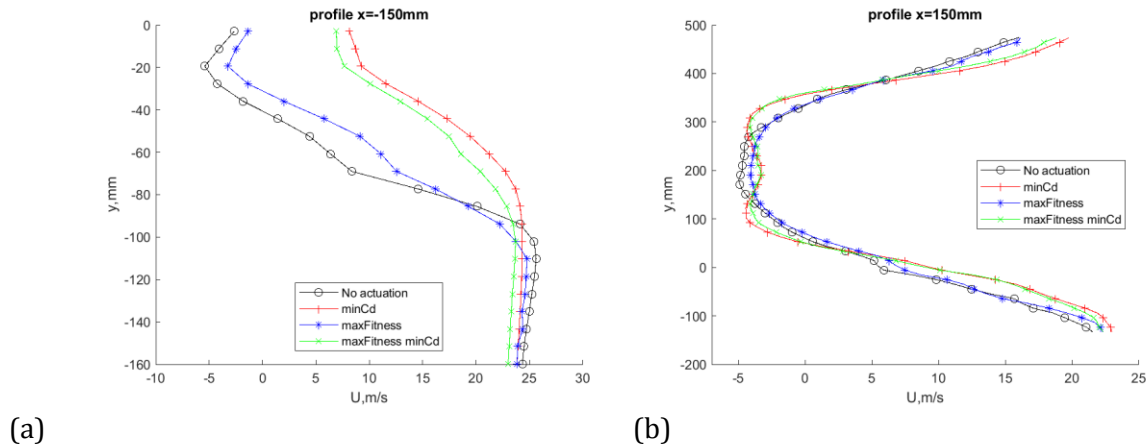 profile x=-150mm
0
-20
-40
-60
-80
-100
-120
-140
-160
y,mm
-10
-5
0
5
10
15
20
25
30
U,m/s
No actuation
minCd
maxFitness
maxFitness minCd
(a)
profile x=150mm
500
400
300
200
100
0
-100
-200
y,mm
-5
0
5
10
15
20
25
U,m/s
No actuation
minCd
maxFitness
maxFitness minCd
(b)